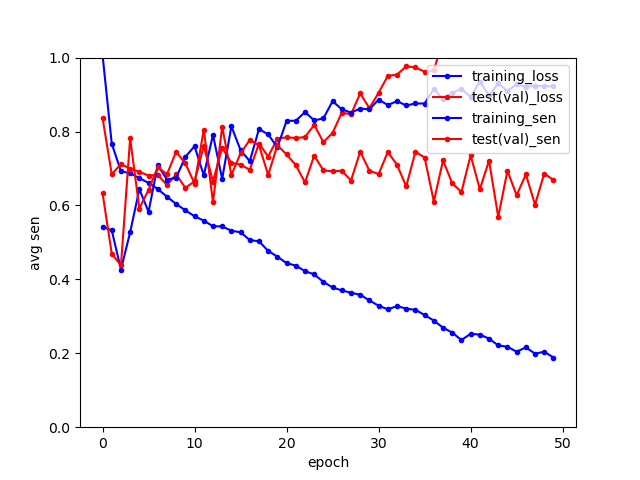 1.0
0.8
0.6
0.4
0.2
0.0
avg sen
training_loss
test(val)_loss
training_sen
test(val)_sen
0 10 20 30 40 50
epoch